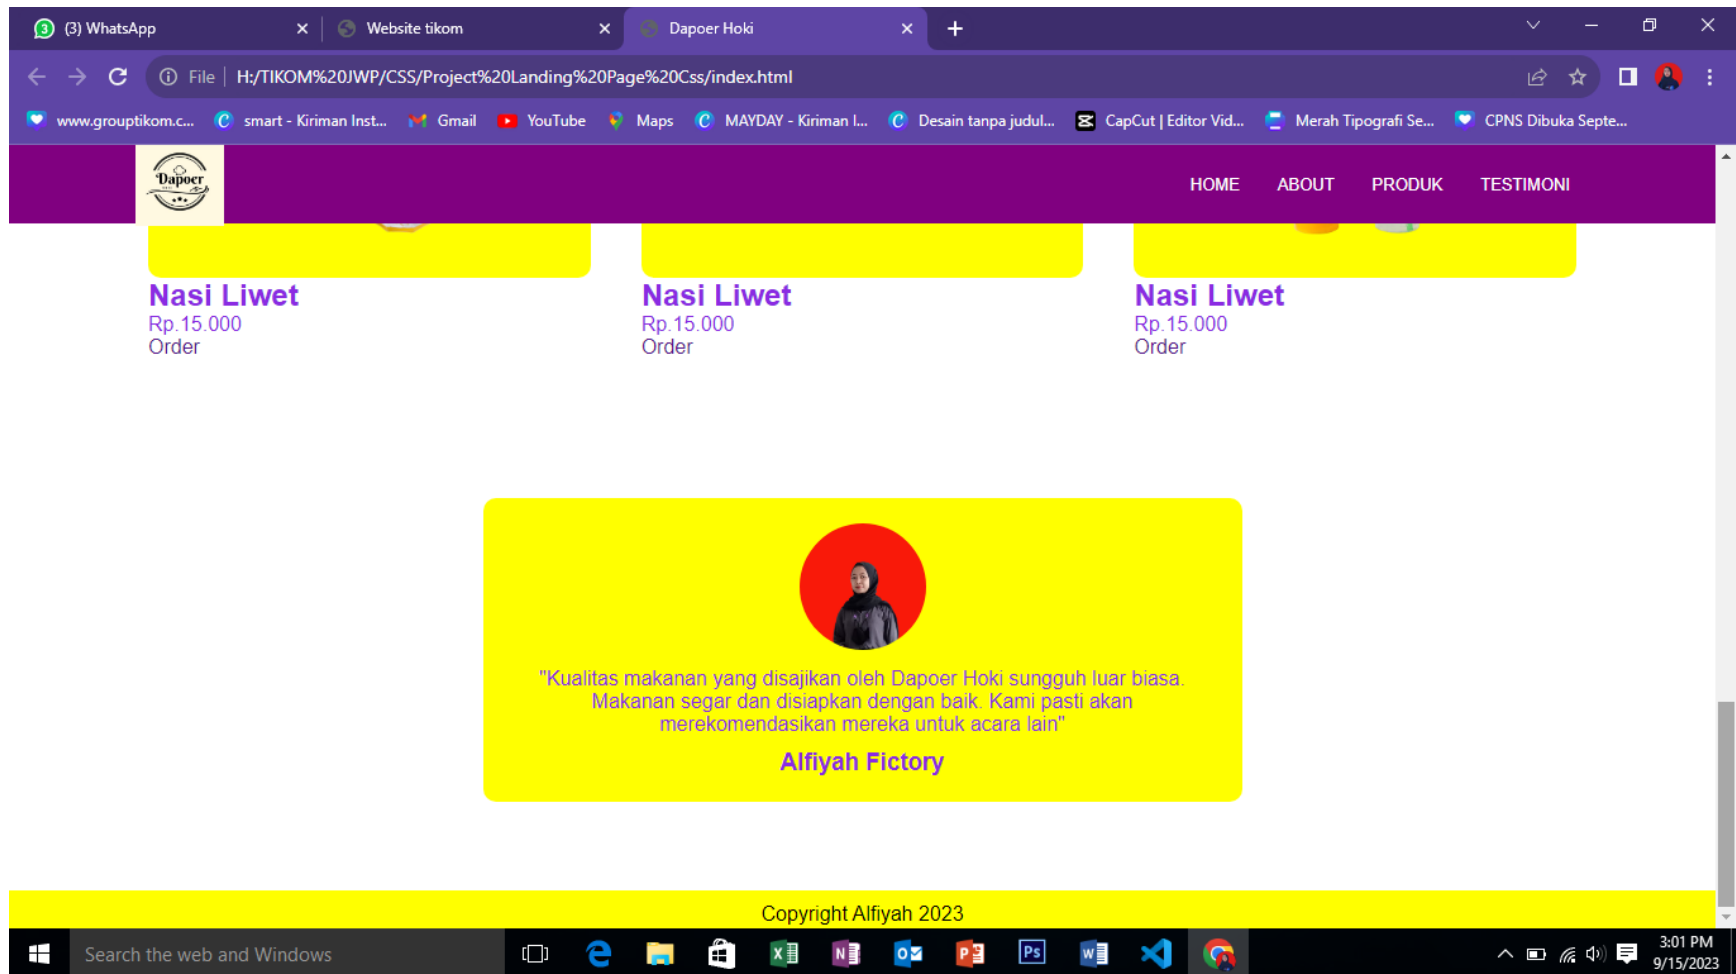 3 (3) WhatsApp
Website tikom
Dapoer Hoki
File H:/TIKOM%20JWP/CSS/Project%20Landing%20Page%20Css/index.html
www.grouptikom.c...
smart - Kiriman Inst...
Gmail
YouTube
Maps
MAYDAY - Kiriman I...
Desain tanpa judul...
CapCut | Editor Vid...
Merah Tipografi Se...
CPNS Dibuka Septe...
Dapoer
HOME ABOUT PRODUK TESTIMONI
Nasi Liwet
Rp.15.000
Order
Nasi Liwet
Rp.15.000
Order
Nasi Liwet
Rp.15.000
Order
"Kualitas makanan yang disajikan oleh Dapoer Hoki sungguh luar biasa.
Makanan segar dan disiapkan dengan baik. Kami pasti akan
merekomendasikan mereka untuk acara lain"
Alfiyah Fictory
Copyright Alfiyah 2023
Search the web and Windows
Ps
3:01 PM
9/15/2023